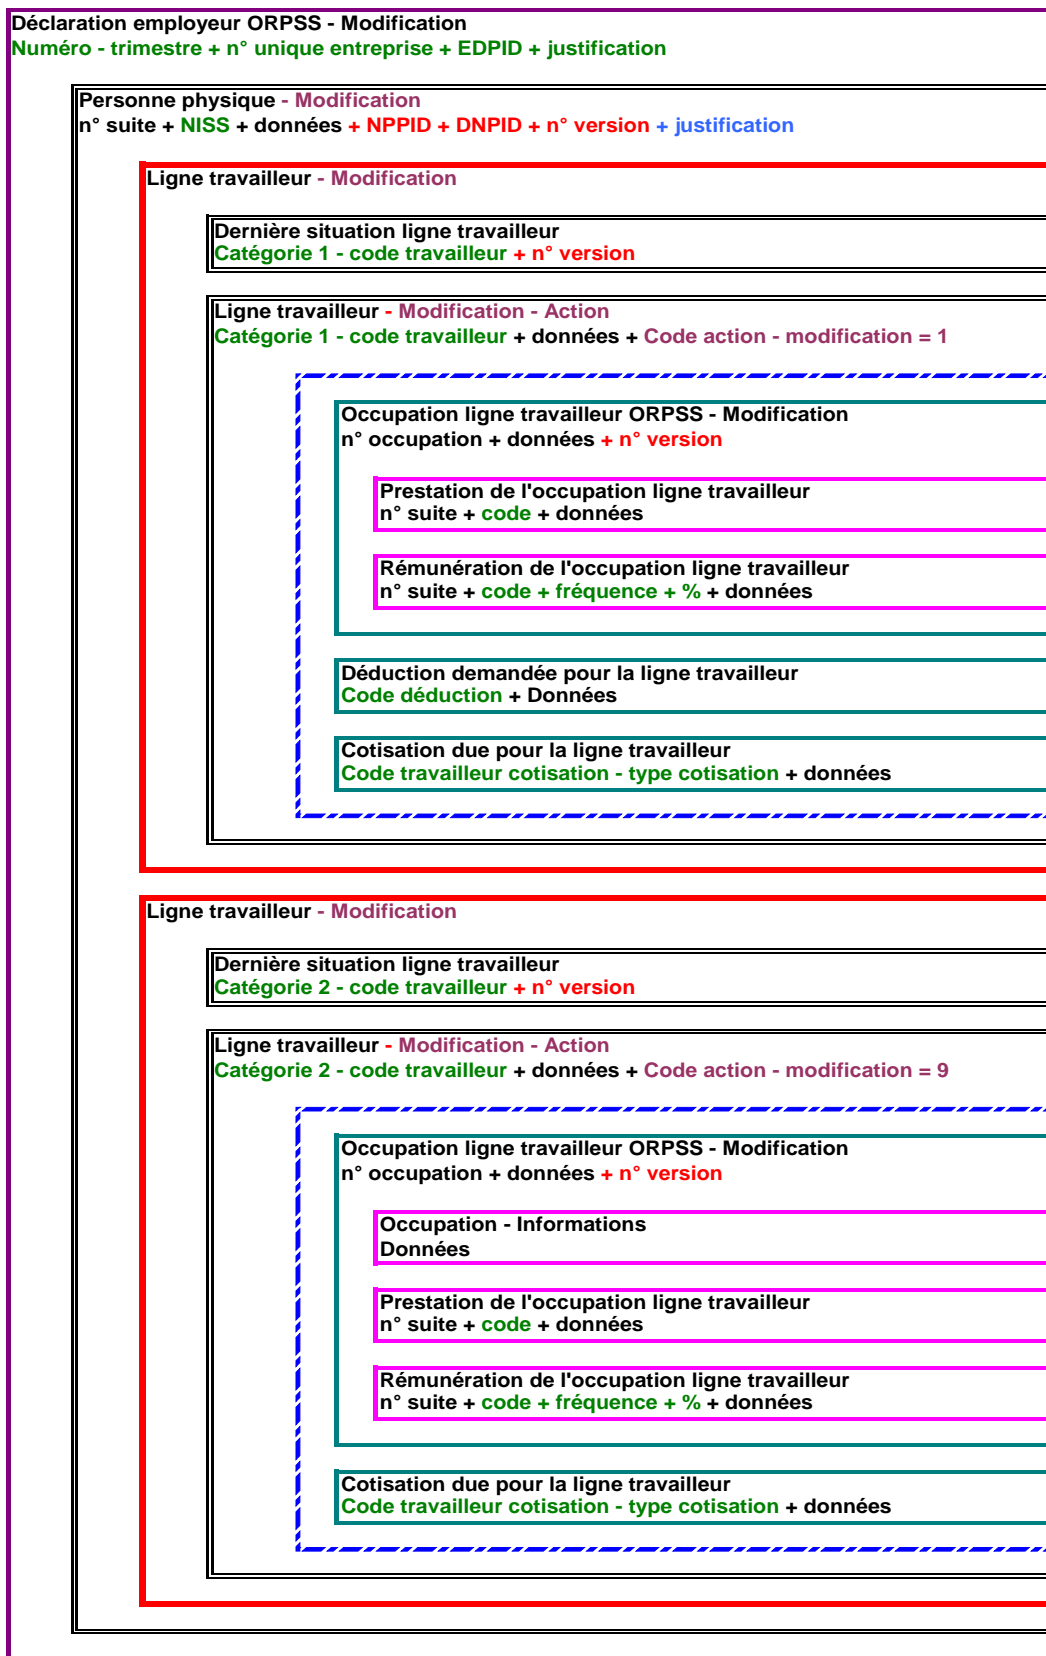 Déclaration employeur ORPSS - Modification
Numéro - trimestre + n° unique entreprise + EDPID + justification
Personne physique - Modification
n° suite + NISS + données + NPPID + DNPID + n° version + justification
Ligne travailleur - Modification
Dernière situation ligne travailleur
Catégorie 1 - code travailleur + n° version
Ligne travailleur - Modification - Action
Catégorie 1 - code travailleur + données + Code action - modification = 1
Occupation ligne travailleur ORPSS - Modification
n° occupation + données + n° version
Prestation de l'occupation ligne travailleur
n° suite + code + données
Rémunération de l'occupation ligne travailleur
n° suite + code + fréquence + % + données
Déduction demandée pour la ligne travailleur
Code déduction + Données
Cotisation due pour la ligne travailleur
Code travailleur cotisation - type cotisation + données
Ligne travailleur - Modification
Dernière situation ligne travailleur
Catégorie 2 - code travailleur + n° version
Ligne travailleur - Modification - Action
Catégorie 2 - code travailleur + données + Code action - modification = 9
Occupation ligne travailleur ORPSS - Modification
n° occupation + données + n° version
Occupation - Informations
Données
Prestation de l'occupation ligne travailleur
n° suite + code + données
Rémunération de l'occupation ligne travailleur
n° suite + code + fréquence + % + données
Cotisation due pour la ligne travailleur
Code travailleur cotisation - type cotisation + données